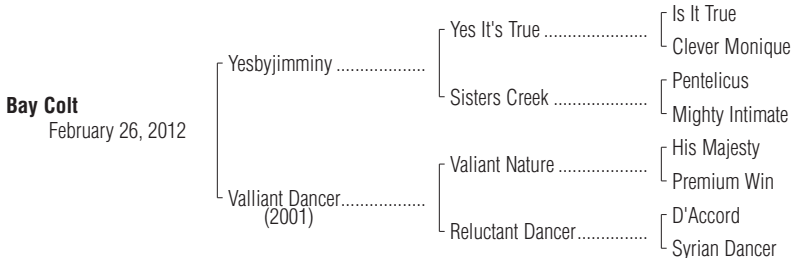 Is It True
Yes It's True ........................
Clever Monique
Yesbyjimminy ...................
Pentelicus
Sisters Creek .....................
Mighty Intimate
Bay Colt
February 26, 2012
His Majesty
Valiant Nature ....................
Premium Win
Valliant Dancer..................
(2001)
D'Accord
Reluctant Dancer................
Syrian Dancer